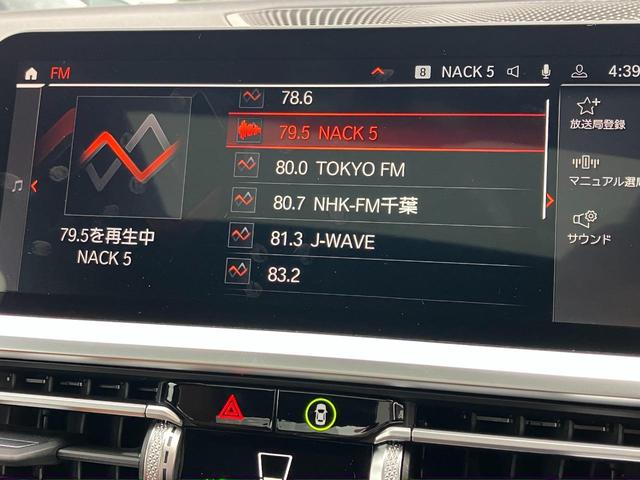 FM
8 NACK 5
4:39
78.6
79.5 NACK 5
80.0 TOKYO FM
80.7 NHK-FM千葉
81.3 J-WAVE
83.2
79.5を再生中
NACK 5
放送局登録
マニュアル選局
サウンド